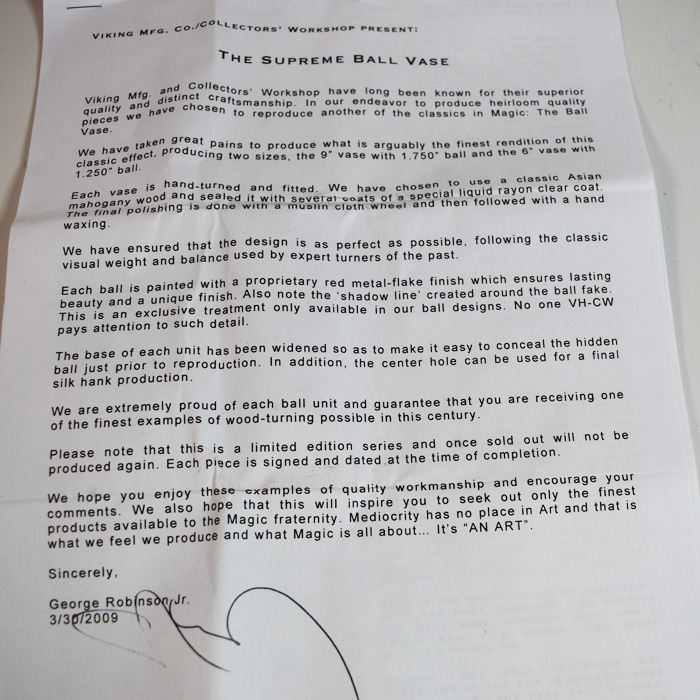 VIKING MFG. CO./COLLECTORS' WORKSHOP PRESENT:
THE SUPREME BALL VASE
Viking Mfg. and Collectors' Workshop have long been known for their superior
quality and distinct craftsmanship. In our endeavor to produce heirloom quality
pieces we have chosen to reproduce another of the classics in Magic: The Ball
Vase.
We have taken great pains to produce what is arguably the finest rendition of this
classic effect, producing two sizes, the 9" vase with 1.750" ball and the 6" vase with
1.250" ball.
Each vase is hand-turned and fitted. We have chosen to use a classic Asian
mahogany wood and sealed it with several coats of a special liquid rayon clear coat.
The final polishing is done with a muslin cloth wheel and then followed with a hand
waxing.
We have ensured that the design is as perfect as possible, following the classic
visual weight and balance used by expert turners of the past.
Each ball is painted with a proprietary red metal-flake finish which ensures lasting
beauty and a unique finish. Also note the 'shadow line' created around the ball fake.
This is an exclusive treatment only available in our ball designs. No one VH-CW
pays attention to such detail.
The base of each unit has been widened so as to make it easy to conceal the hidden
ball just prior to reproduction. In addition, the center hole can be used for a final
silk hank production.
We are extremely proud of each ball unit and guarantee that you are receiving one
of the finest examples of wood-turning possible in this century.
Please note that this is a limited edition series and once sold out will not be
produced again. Each piece is signed and dated at the time of completion.
We hope you enjoy these examples of quality workmanship and encourage your
comments. We also hope that this will inspire you to seek out only the finest
products available to the Magic fraternity. Mediocrity has no place in Art and that is
what we feel we produce and what Magic is all about... It's "AN ART".
Sincerely,
George Robinson, Jr.
3/30/2009